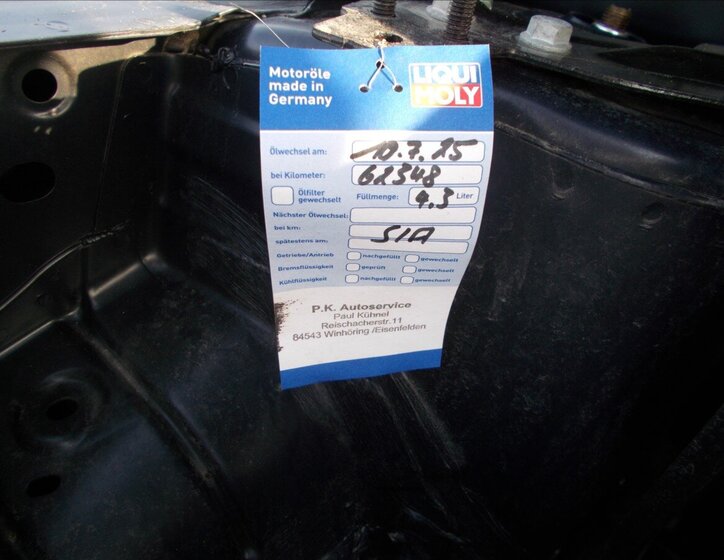 Motoröle
made in
Germany
LIQUI
MOLY
Ölwechsel am: 10.7.25
bei Kilometer: 62348
Ölfilter
gewechselt
Füllmenge: 4.3 Liter
Nächster Ölwechsel:
bei km:
spätestens am: SIA
Getriebe/Antrieb nachgefüllt gewechselt
Bremsflüssigkeit geprüft gewechselt
Kühlflüssigkeit nachgefüllt gewechselt
P.K. Autoservice
Paul Kühnel
Reischacherstr.11
84543 Winhöring /Eisenfelden